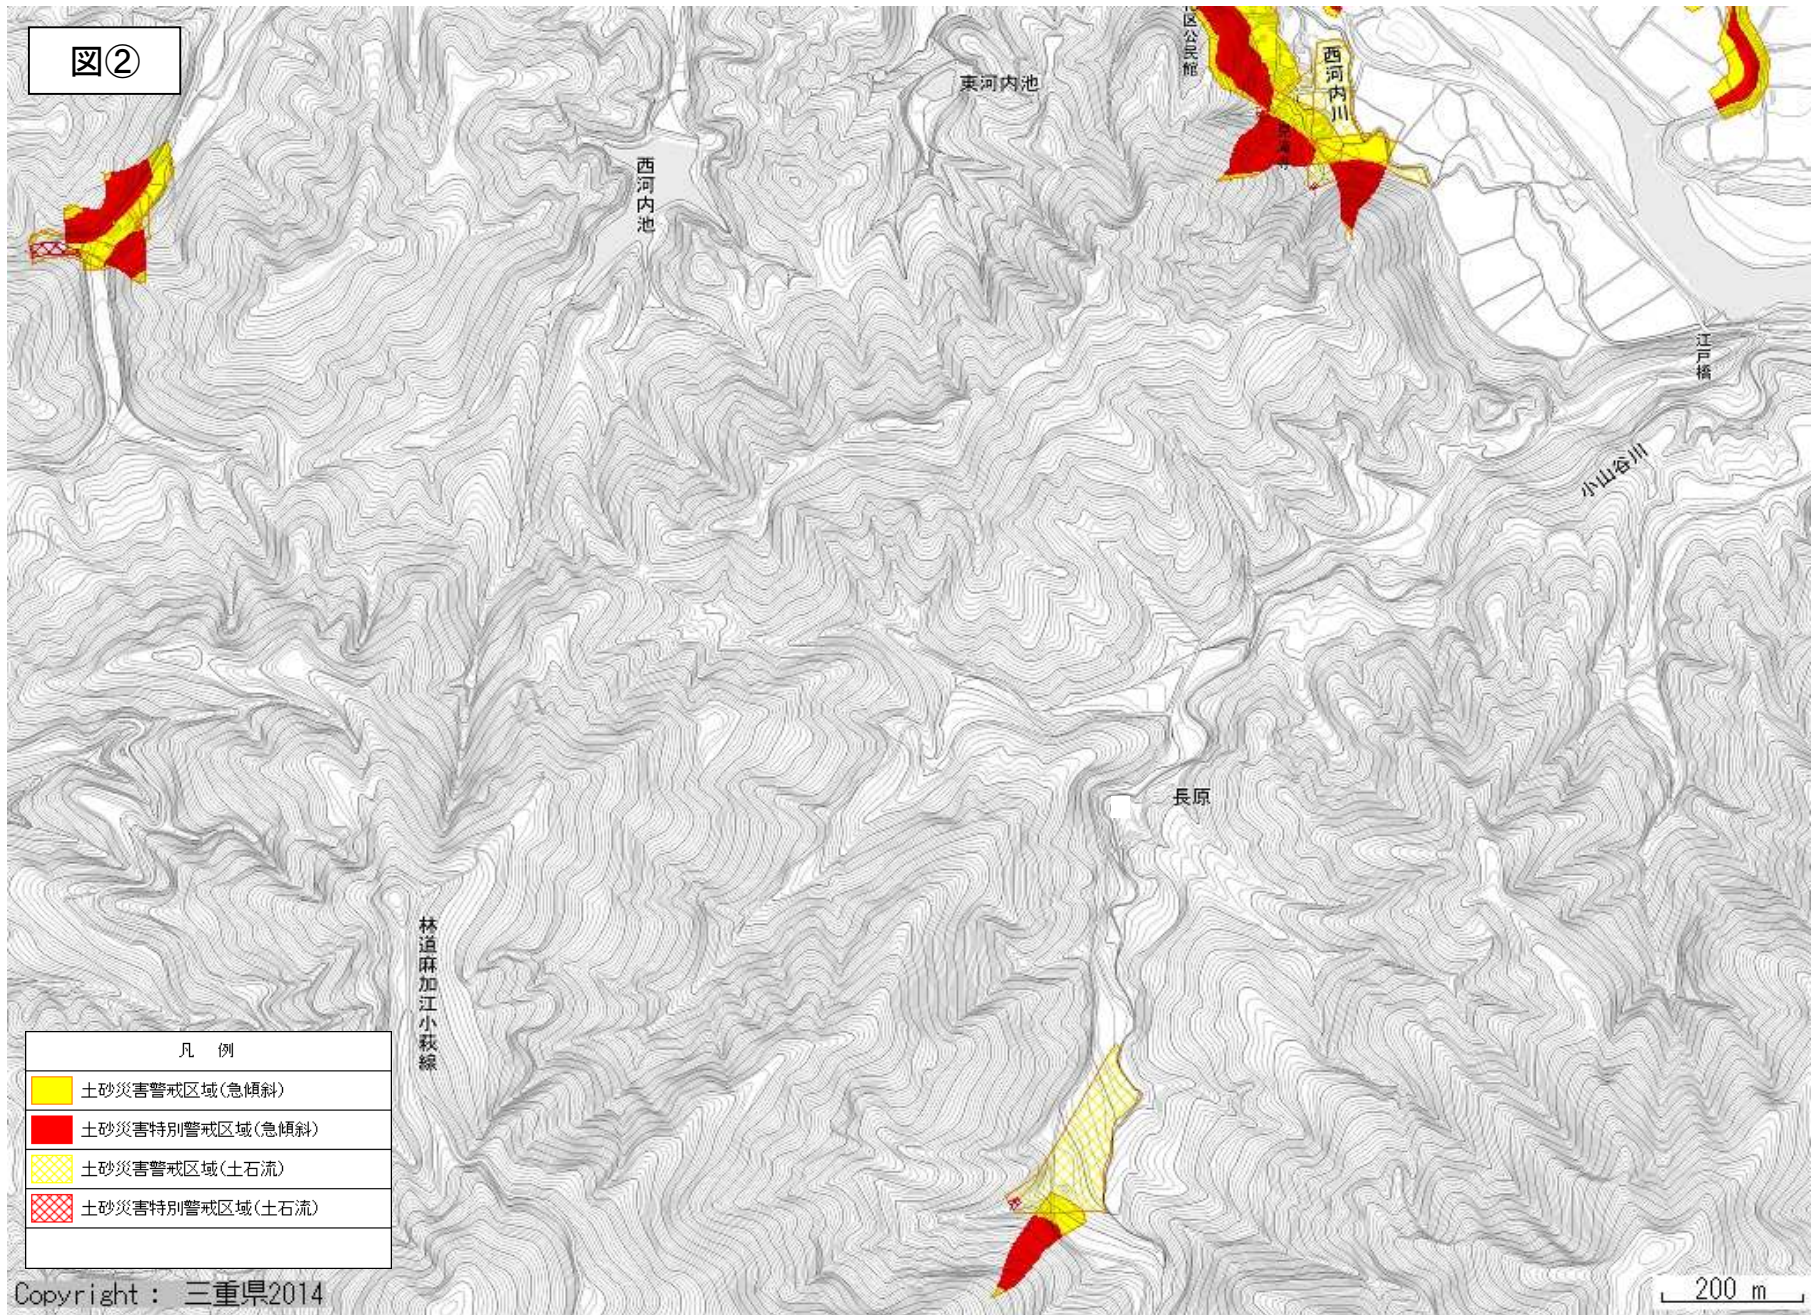 図②
区公民館
西河内川
東河内池
西河内池
江戸橋
小山谷川
長原
林道麻加江小萩線
凡 例
土砂災害警戒区域(急傾斜)
土砂災害特別警戒区域(急傾斜)
土砂災害警戒区域(土石流)
土砂災害特別警戒区域(土石流)
Copyright : 三重県2014
200 m